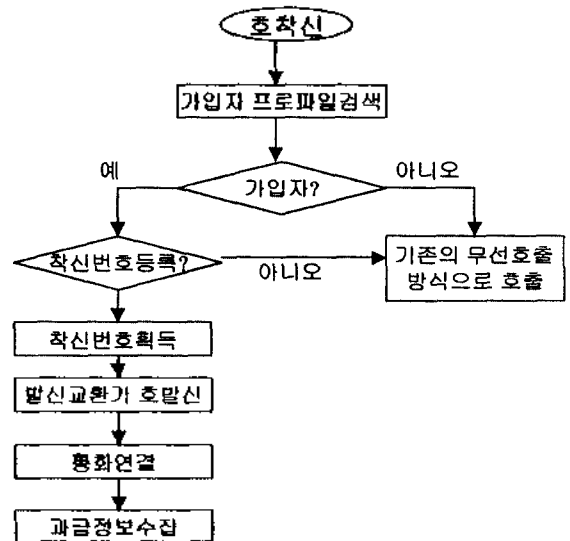 호착신
가입자 프로파일검색
예
가입자?
아니오
착신번호등록?
아니오
기존의 무선호출
방식으로 호출
착신번호획득
발신교환기 호발신
통화연결
과금정보수집